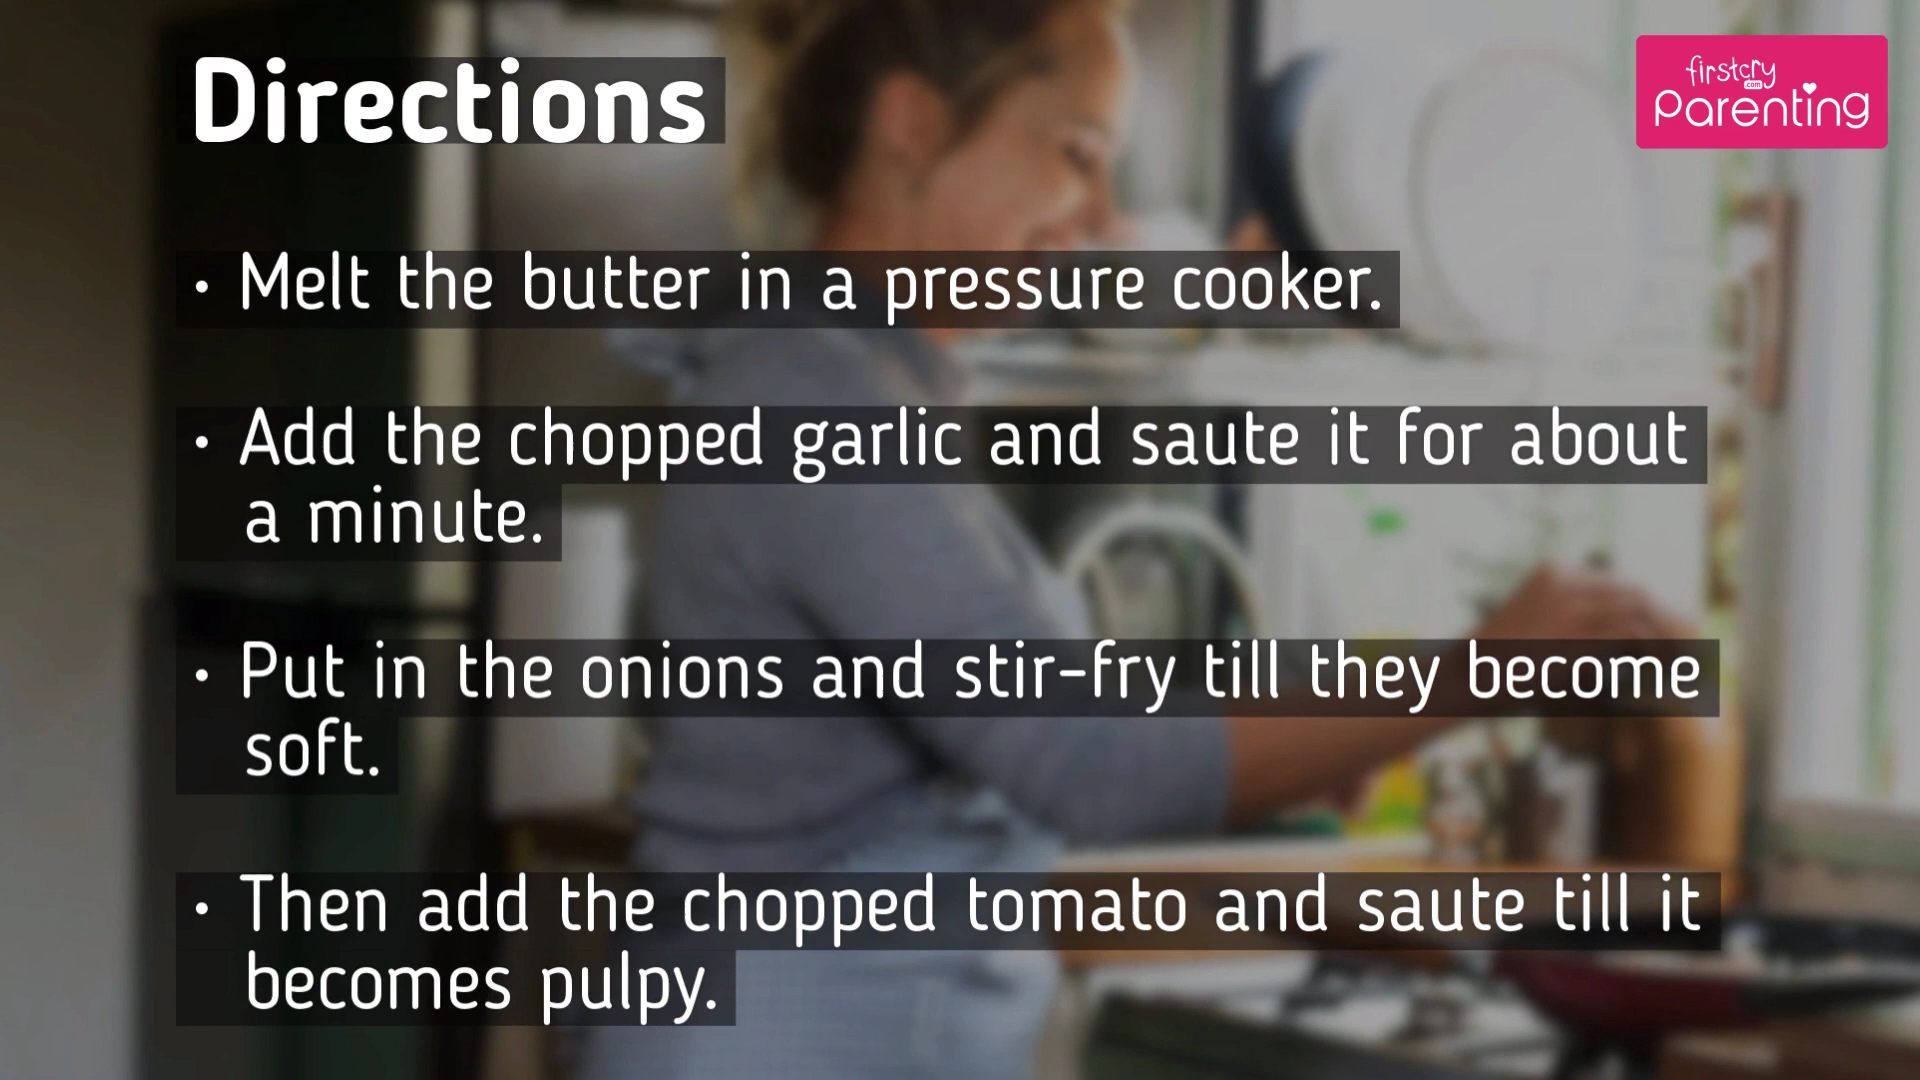 Directions
firstcry
.com
Parenting
• Melt the butter in a pressure cooker.
• Add the chopped garlic and saute it for about
a minute.
• Put in the onions and stir-fry till they become
soft.
• Then add the chopped tomato and saute till it
becomes pulpy.